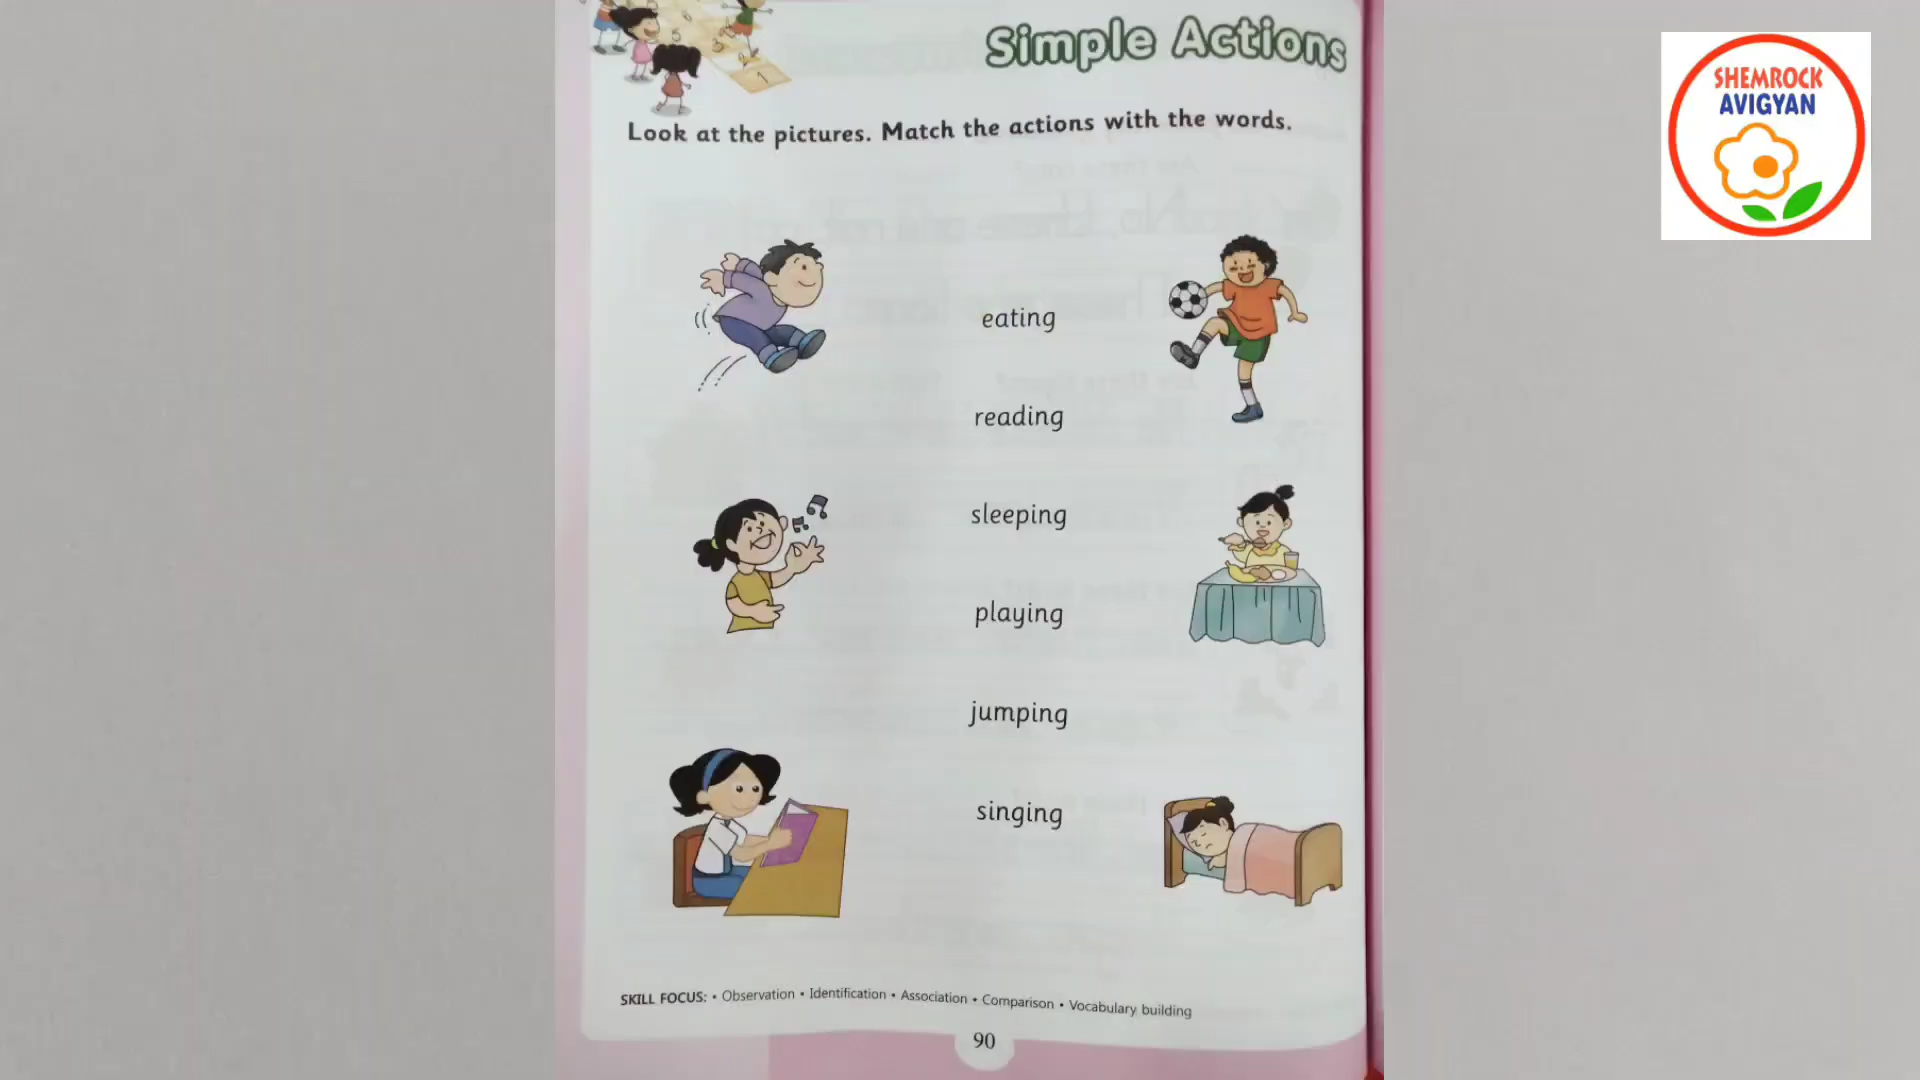 Simple Actions
SHEMROCK
AVIGYAN
Look at the pictures. Match the actions with the words.
eating
reading
sleeping
playing
jumping
singing
SKILL FOCUS: • Observation • Identification • Association • Comparison • Vocabulary building
90